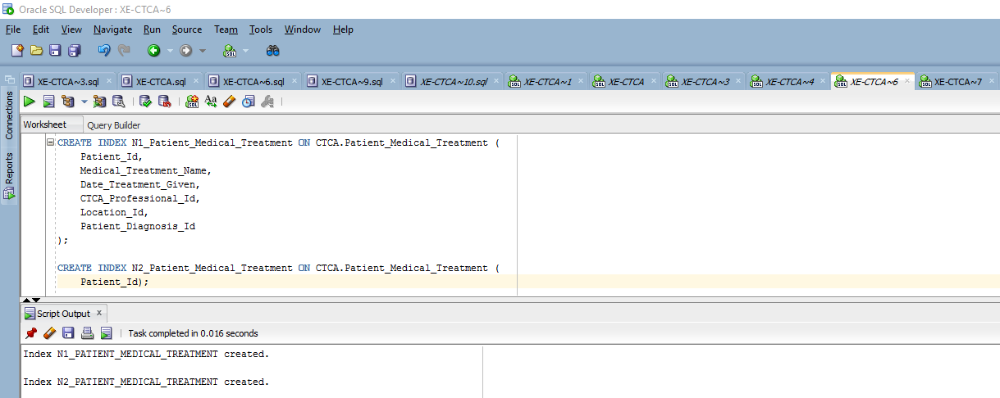 Oracle SQL Developer : XE-CTCA~6
File Edit View Navigate Run Source Team Tools Window Help
XE-CTCA~3.sql XE-CTCA.sql XE-CTCA~6.sql XE-CTCA~9.sql XE-CTCA~10.sql XE-CTCA~1 XE-CTCA XE-CTCA~3 XE-CTCA~4 XE-CTCA~6 XE-CTCA~7
Connections
Reports
Worksheet Query Builder
CREATE INDEX N1_Patient_Medical_Treatment ON CTCA.Patient_Medical_Treatment (
Patient_Id,
Medical_Treatment_Name,
Date_Treatment_Given,
CTCA_Professional_Id,
Location_Id,
Patient_Diagnosis_Id
);
CREATE INDEX N2_Patient_Medical_Treatment ON CTCA.Patient_Medical_Treatment (
Patient_Id);
Script Output x
Task completed in 0.016 seconds
Index N1_PATIENT_MEDICAL_TREATMENT created.
Index N2_PATIENT_MEDICAL_TREATMENT created.